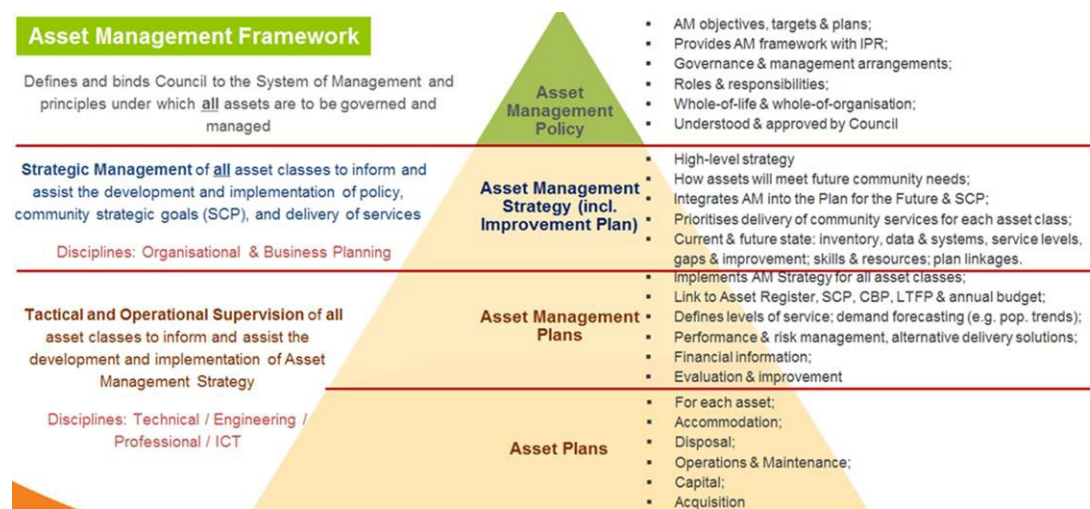 Asset Management Framework
Defines and binds Council to the System of Management and
principles under which all assets are to be governed and
managed
Asset
Management
Policy
▪ AM objectives, targets & plans;
▪ Provides AM framework with IPR;
▪ Governance & management arrangements;
▪ Roles & responsibilities;
▪ Whole-of-life & whole-of-organisation;
▪ Understood & approved by Council
Strategic Management of all asset classes to inform and
assist the development and implementation of policy,
community strategic goals (SCP), and delivery of services
Disciplines: Organisational & Business Planning
Asset Management
Strategy (incl.
Improvement Plan)
▪ High-level strategy
▪ How assets will meet future community needs;
▪ Integrates AM into the Plan for the Future & SCP;
▪ Prioritises delivery of community services for each asset class;
▪ Current & future state: inventory, data & systems, service levels,
gaps & improvement; skills & resources; plan linkages.
Tactical and Operational Supervision of all
asset classes to inform and assist the
development and implementation of Asset
Management Strategy
Disciplines: Technical / Engineering /
Professional / ICT
Asset Management
Plans
▪ Implements AM Strategy for all asset classes;
▪ Link to Asset Register, SCP, CBP, LTFP & annual budget;
▪ Defines levels of service; demand forecasting (e.g. pop. trends);
▪ Performance & risk management, alternative delivery solutions;
▪ Financial information;
▪ Evaluation & improvement
Asset Plans
▪ For each asset;
▪ Accommodation;
▪ Disposal;
▪ Operations & Maintenance;
▪ Capital;
▪ Acquisition